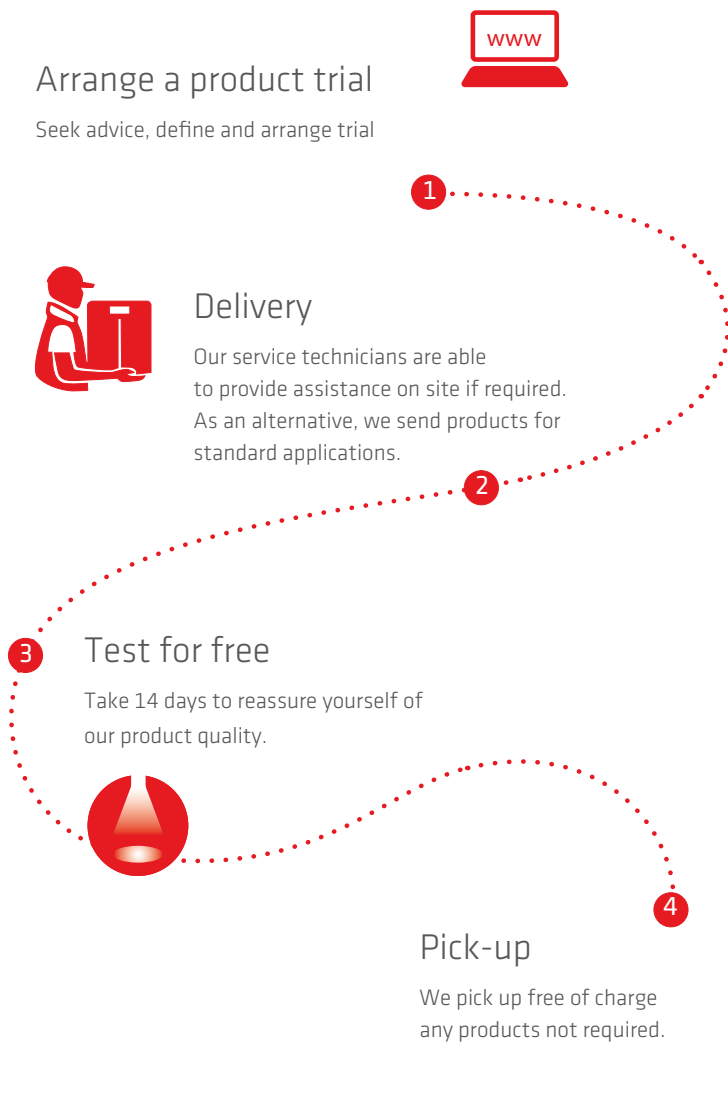 www
Arrange a product trial
Seek advice, define and arrange trial
1
Delivery
Our service technicians are able
to provide assistance on site if required.
As an alternative, we send products for
standard applications.
2
3
Test for free
Take 14 days to reassure yourself of
our product quality.
4
Pick-up
We pick up free of charge
any products not required.